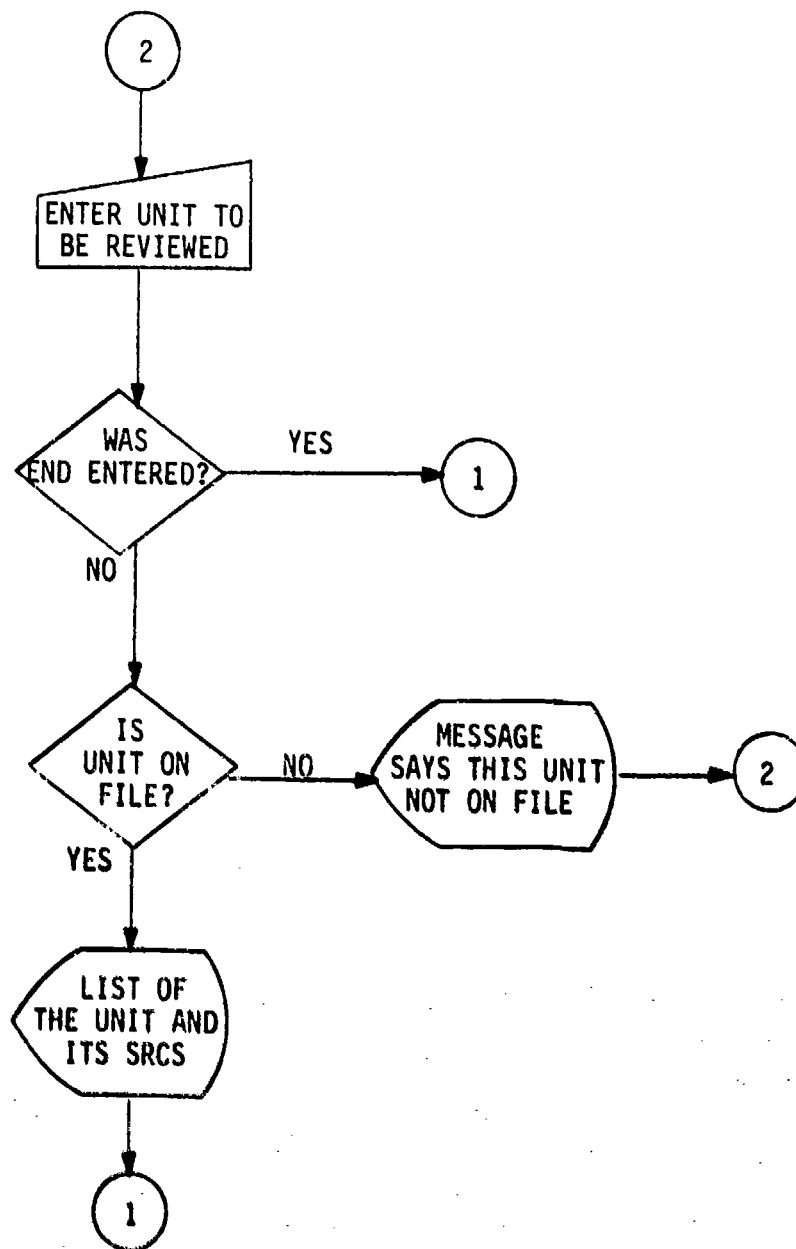 2
ENTER UNIT TO
BE REVIEWED
WAS
END ENTERED?
YES
1
NO
IS
UNIT ON
FILE?
NO
MESSAGE
SAYS THIS UNIT
NOT ON FILE
2
YES
LIST OF
THE UNIT AND
ITS SRCS
1